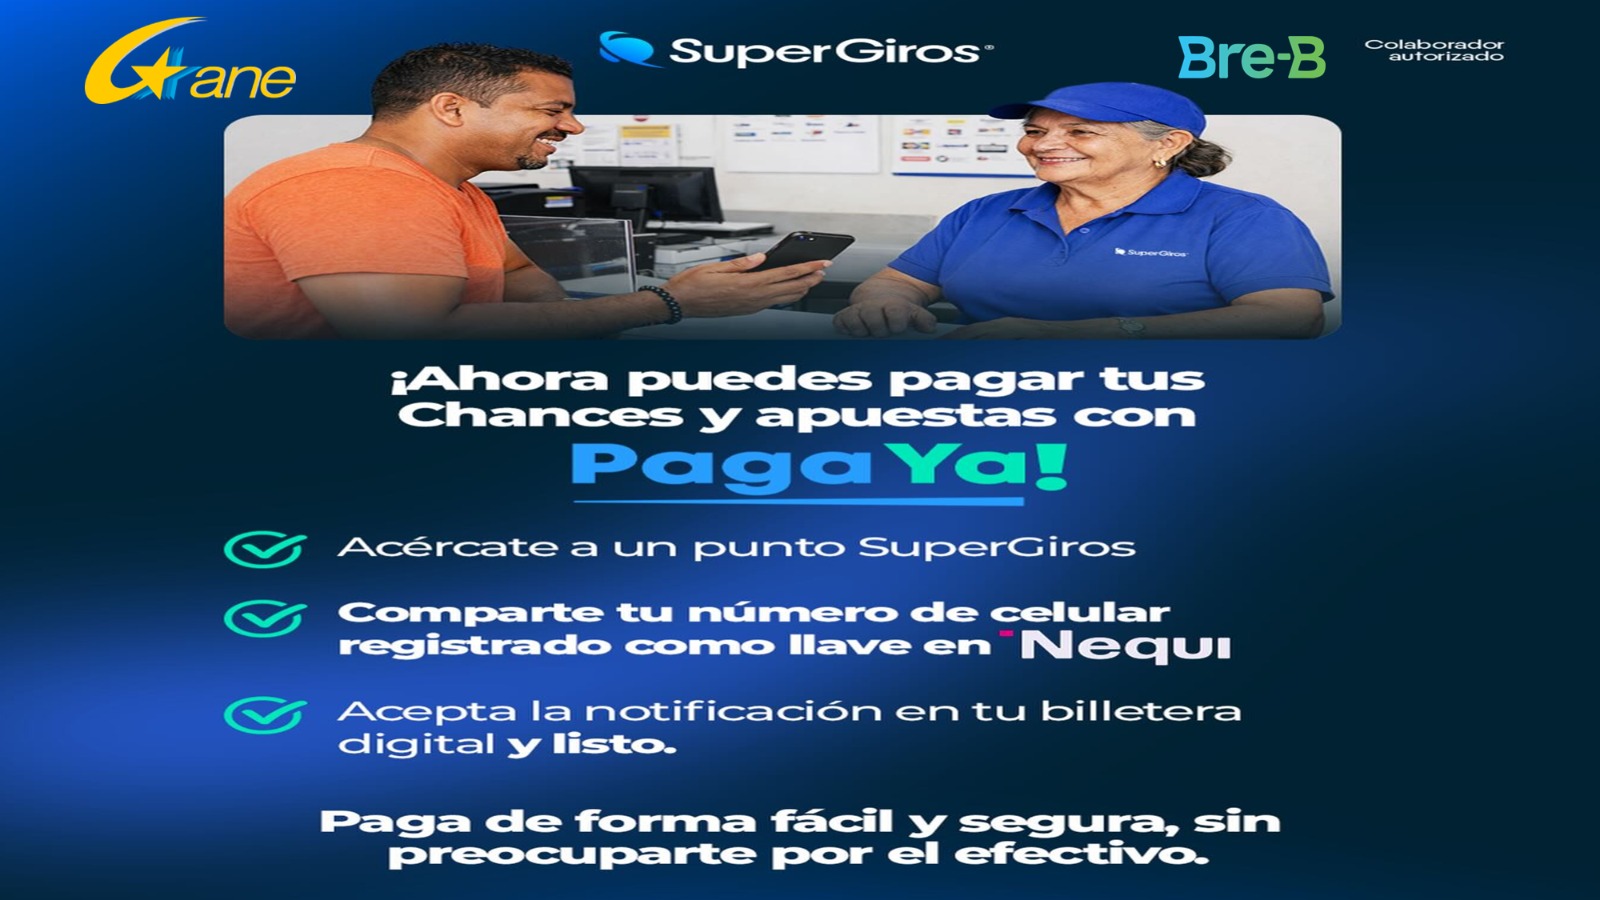 Grane
SuperGiros®
Bre-B
Colaborador
autorizado
SuperGiros
¡Ahora puedes pagar tus
Chances y apuestas con
PagaYa!
Acércate a un punto SuperGiros
Comparte tu número de celular
registrado como llave en Nequi
Acepta la notificación en tu billetera
digital y listo.
Paga de forma fácil y segura, sin
preocuparte por el efectivo.